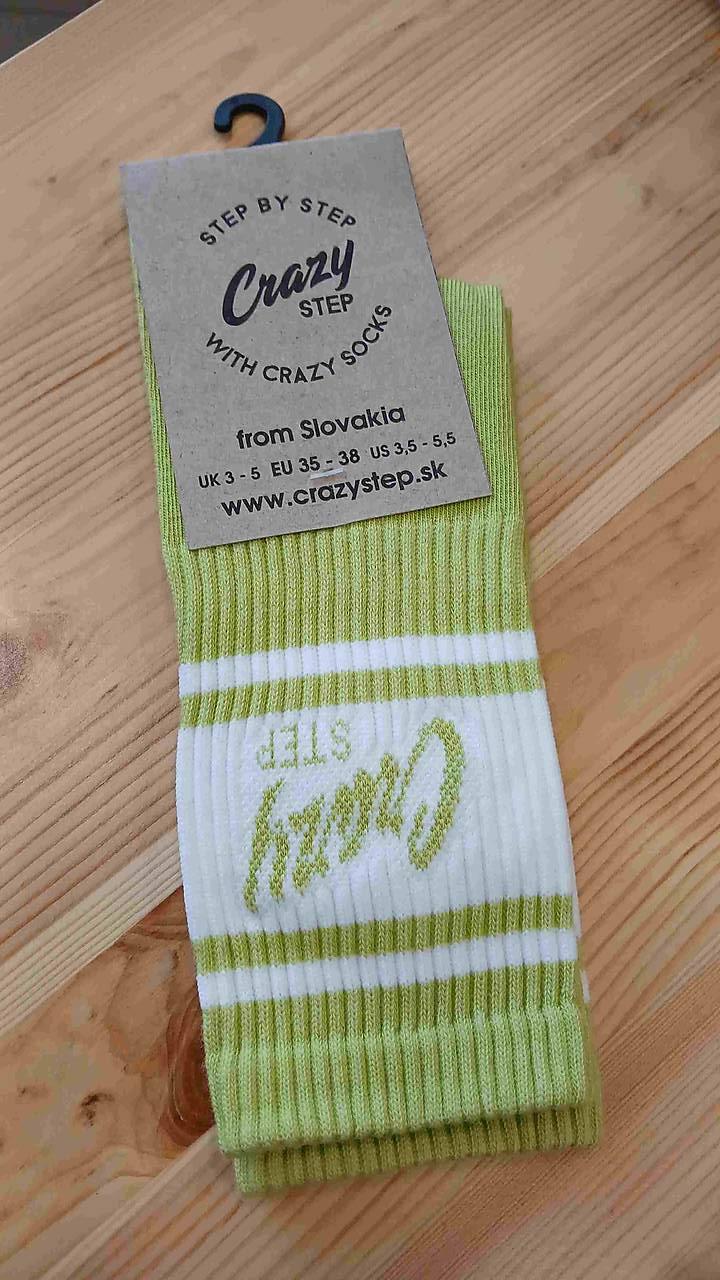 STEP BY STEP
Crazy
STEP
WITH CRAZY SOCKS
from Slovakia
UK 3 - 5 EU 35 - 38 US 3,5 - 5,5
www.crazystep.sk
Crazy
STEP